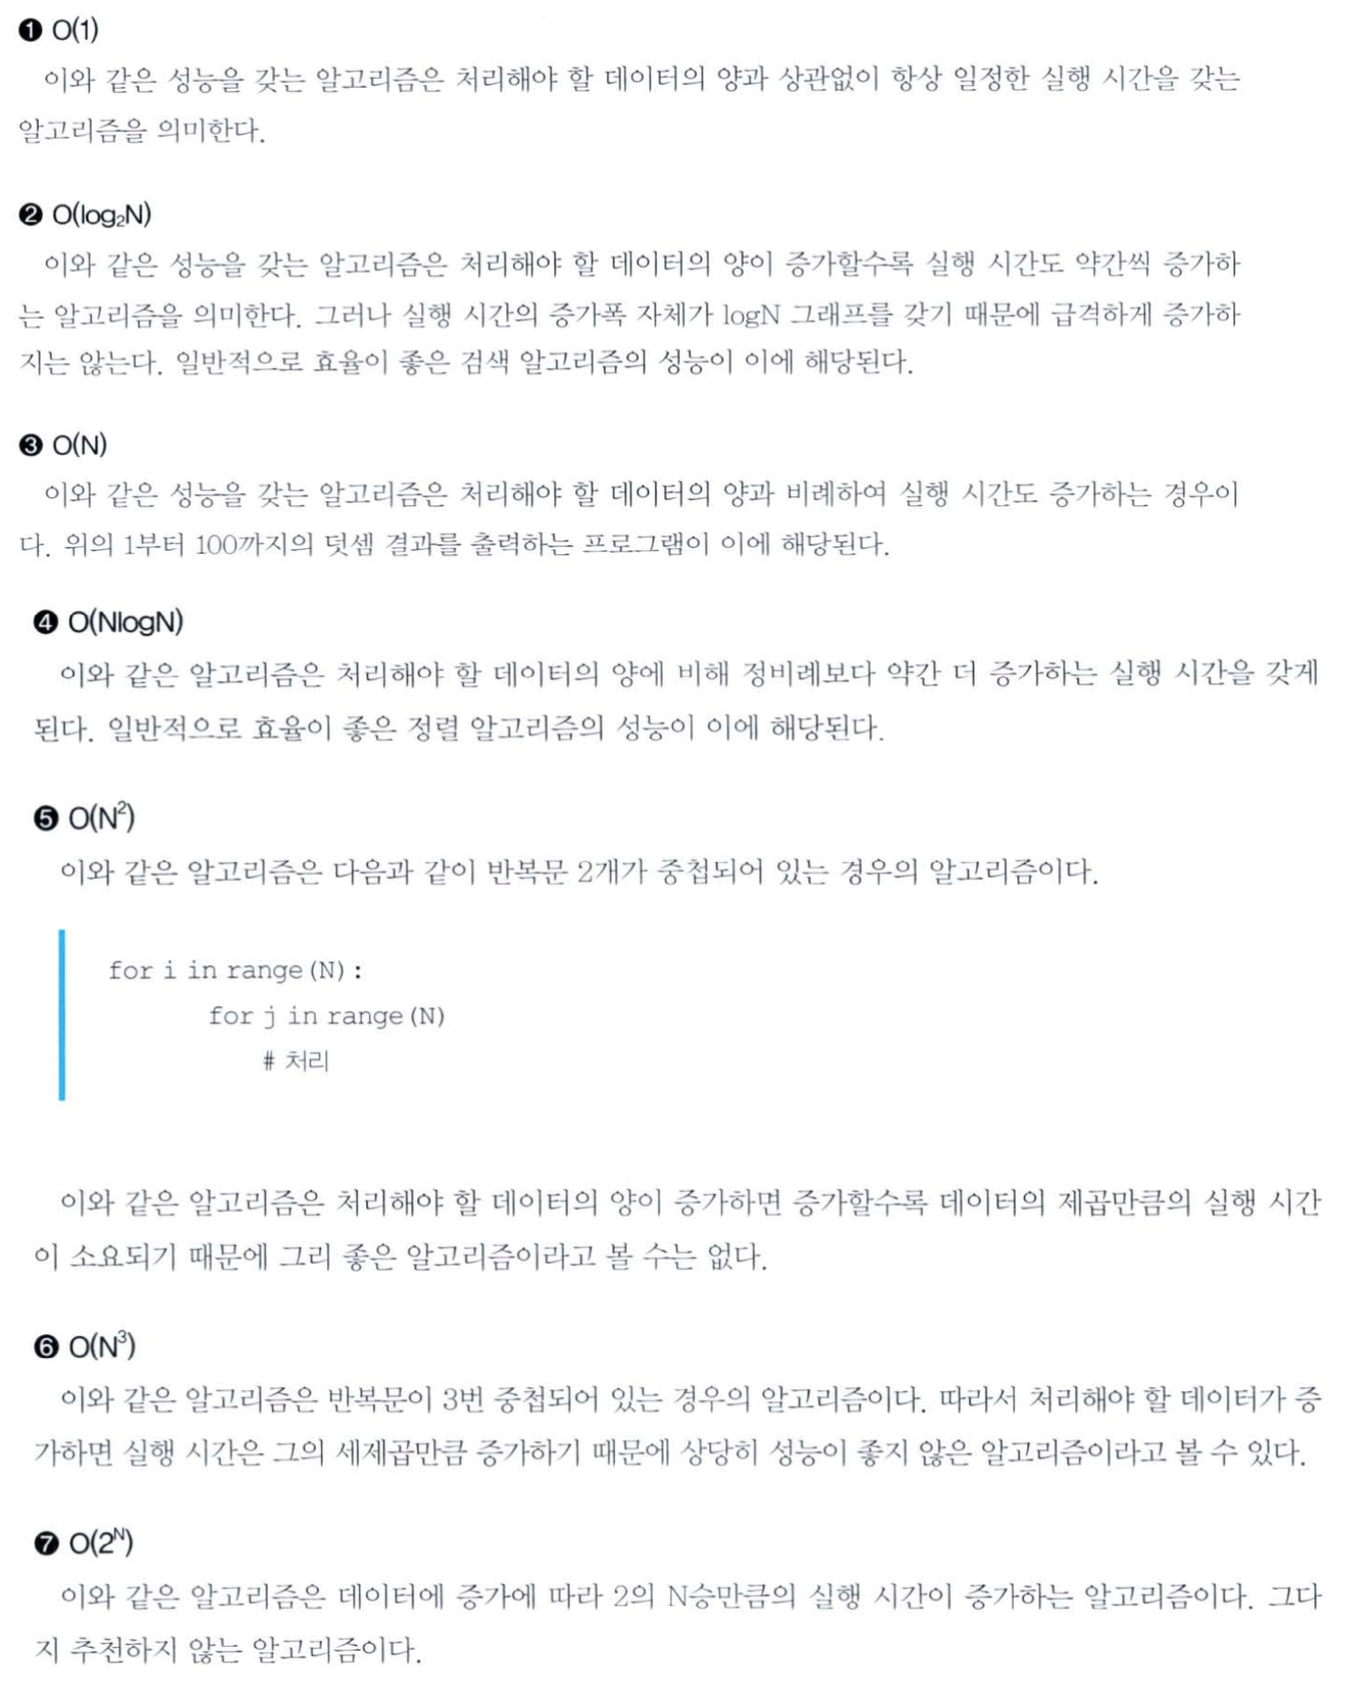 ❶ O(1)
이와 같은 성능을 갖는 알고리즘은 처리해야 할 데이터의 양과 상관없이 항상 일정한 실행 시간을 갖는
알고리즘을 의미한다.
❷ O(log₂N)
이와 같은 성능을 갖는 알고리즘은 처리해야 할 데이터의 양이 증가할수록 실행 시간도 약간씩 증가하
는 알고리즘을 의미한다. 그러나 실행 시간의 증가폭 자체가 logN 그래프를 갖기 때문에 급격하게 증가하
지는 않는다. 일반적으로 효율이 좋은 검색 알고리즘의 성능이 이에 해당된다.
❸ O(N)
이와 같은 성능을 갖는 알고리즘은 처리해야 할 데이터의 양과 비례하여 실행 시간도 증가하는 경우이
다. 위의 1부터 100까지의 덧셈 결과를 출력하는 프로그램이 이에 해당된다.
❹ O(NlogN)
이와 같은 알고리즘은 처리해야 할 데이터의 양에 비해 정비례보다 약간 더 증가하는 실행 시간을 갖게
된다. 일반적으로 효율이 좋은 정렬 알고리즘의 성능이 이에 해당된다.
❺ O(N²)
이와 같은 알고리즘은 다음과 같이 반복문 2개가 중첩되어 있는 경우의 알고리즘이다.
for i in range(N):
for j in range(N)
# 처리
이와 같은 알고리즘은 처리해야 할 데이터의 양이 증가하면 증가할수록 데이터의 제곱만큼의 실행 시간
이 소요되기 때문에 그리 좋은 알고리즘이라고 볼 수는 없다.
❻ O(N³)
이와 같은 알고리즘은 반복문이 3번 중첩되어 있는 경우의 알고리즘이다. 따라서 처리해야 할 데이터가 증
가하면 실행 시간은 그의 세제곱만큼 증가하기 때문에 상당히 성능이 좋지 않은 알고리즘이라고 볼 수 있다.
❼ O(2ᴺ)
이와 같은 알고리즘은 데이터에 증가에 따라 2의 N승만큼의 실행 시간이 증가하는 알고리즘이다. 그다
지 추천하지 않는 알고리즘이다.